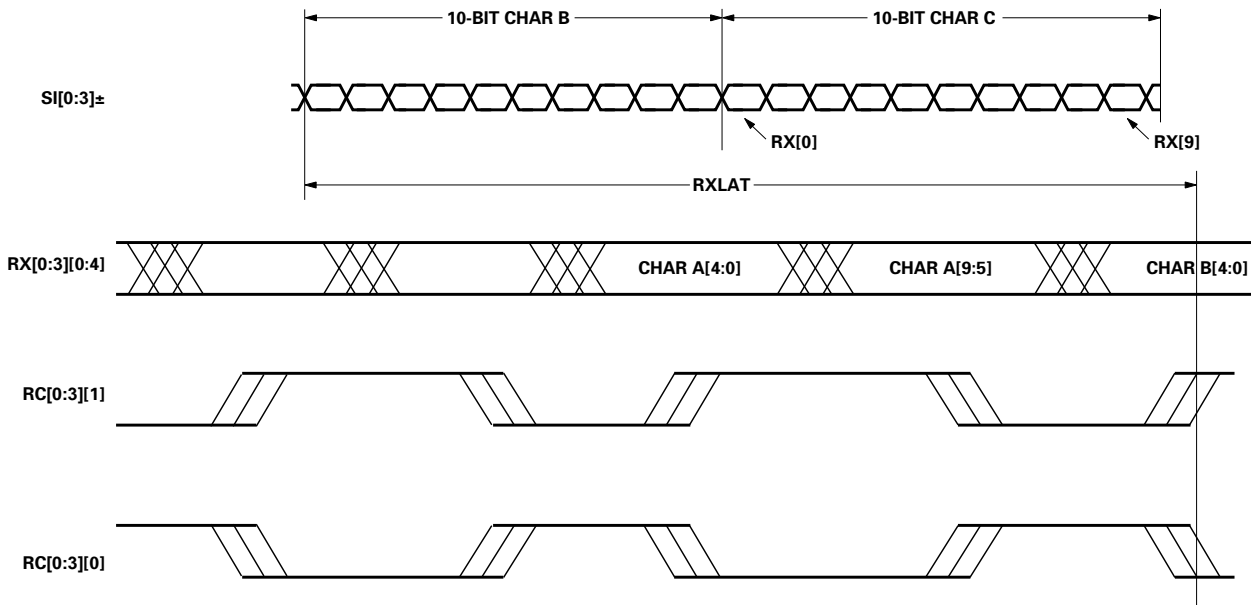 10-BIT CHAR B
10-BIT CHAR C
SI[0:3]±
RX[0]
RX[9]
RXLAT
RX[0:3][0:4]
CHAR A[4:0]
CHAR A[9:5]
CHAR B[4:0]
RC[0:3][1]
RC[0:3][0]